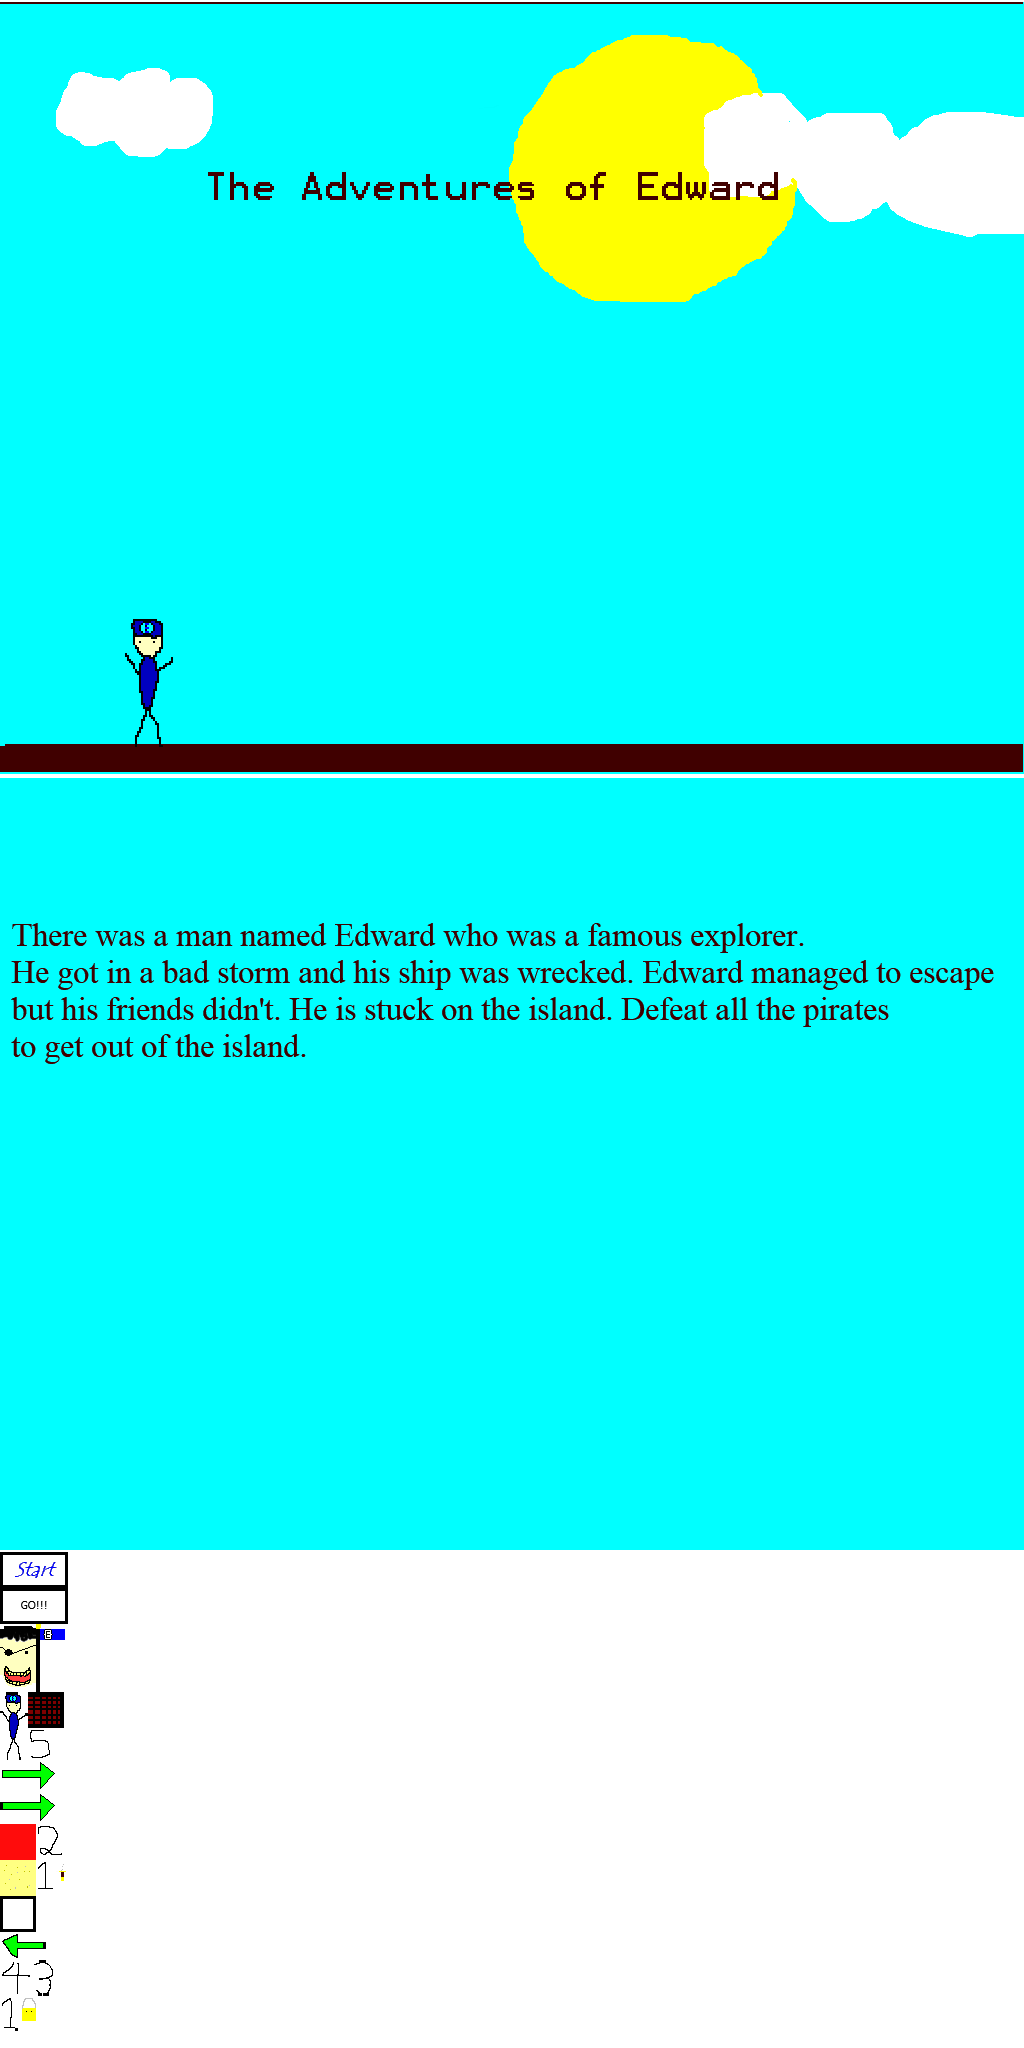 The Adventures of Edward
There was a man named Edward who was a famous explorer.
He got in a bad storm and his ship was wrecked. Edward managed to escape
but his friends didn't. He is stuck on the island. Defeat all the pirates
to get out of the island.
Start
GO!!!
E
5
2
1
4 3
1